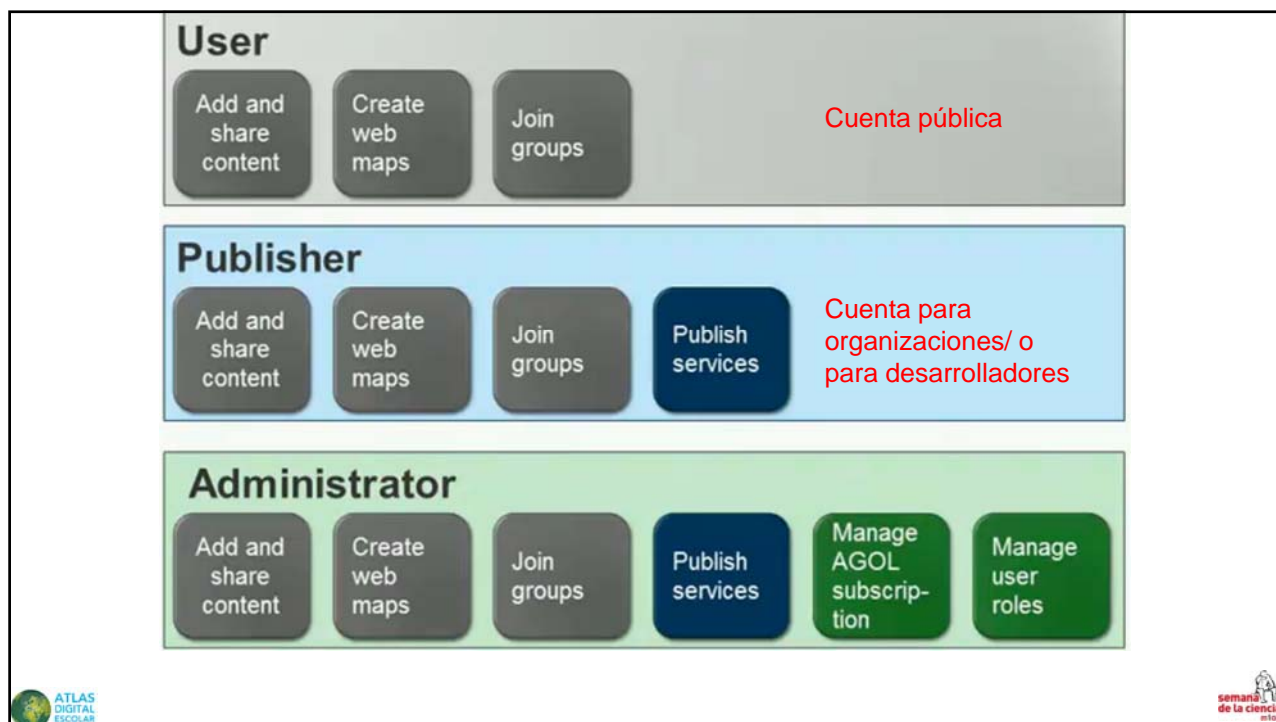 User
Add and
share
content
Create
web
maps
Join
groups
Cuenta pública
Publisher
Add and
share
content
Create
web
maps
Join
groups
Publish
services
Cuenta para
organizaciones/ o
para desarrolladores
Administrator
Add and
share
content
Create
web
maps
Join
groups
Publish
services
Manage
AGOL
subscrip-
tion
Manage
user
roles
ATLAS
DIGITAL
ESCOLAR
semana
de la ciencia